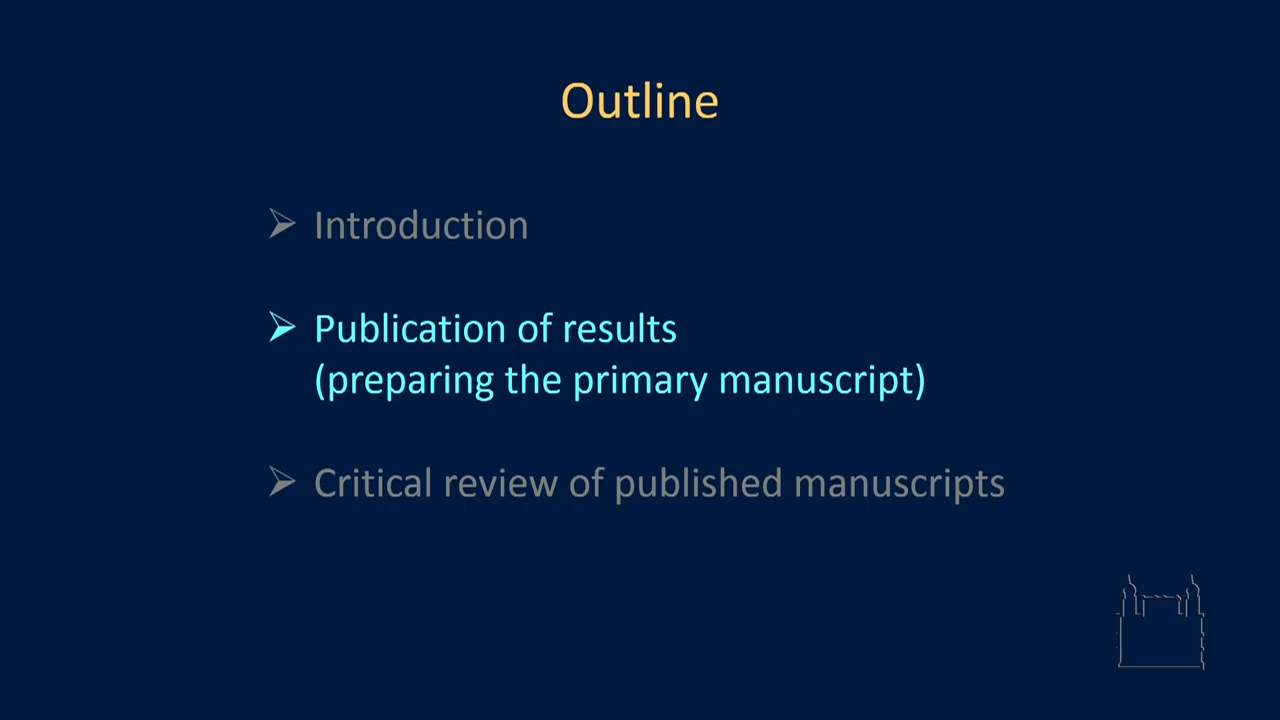 Outline
➢ Introduction
➢ Publication of results
(preparing the primary manuscript)
➢ Critical review of published manuscripts